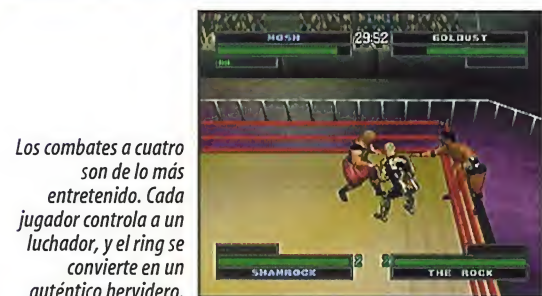 MOSH
29:52
GOLDUST
Los combates a cuatro
son de lo más
entretenido. Cada
jugador controla a un
luchador, y el ring se
convierte en un
auténtico hervidero.
2
2
SHAMROCK
THE ROCK